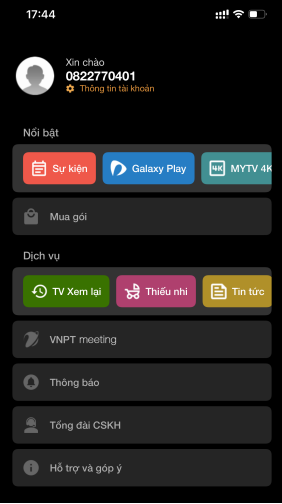 17:44
Xin chào
0822770401
Thông tin tài khoản
Nổi bật
Sự kiện
Galaxy Play
4K
MYTV 4K
Mua gói
Dịch vụ
TV Xem lại
Thiếu nhi
Tin tức
VNPT meeting
Thông báo
Tổng đài CSKH
Hỗ trợ và góp ý